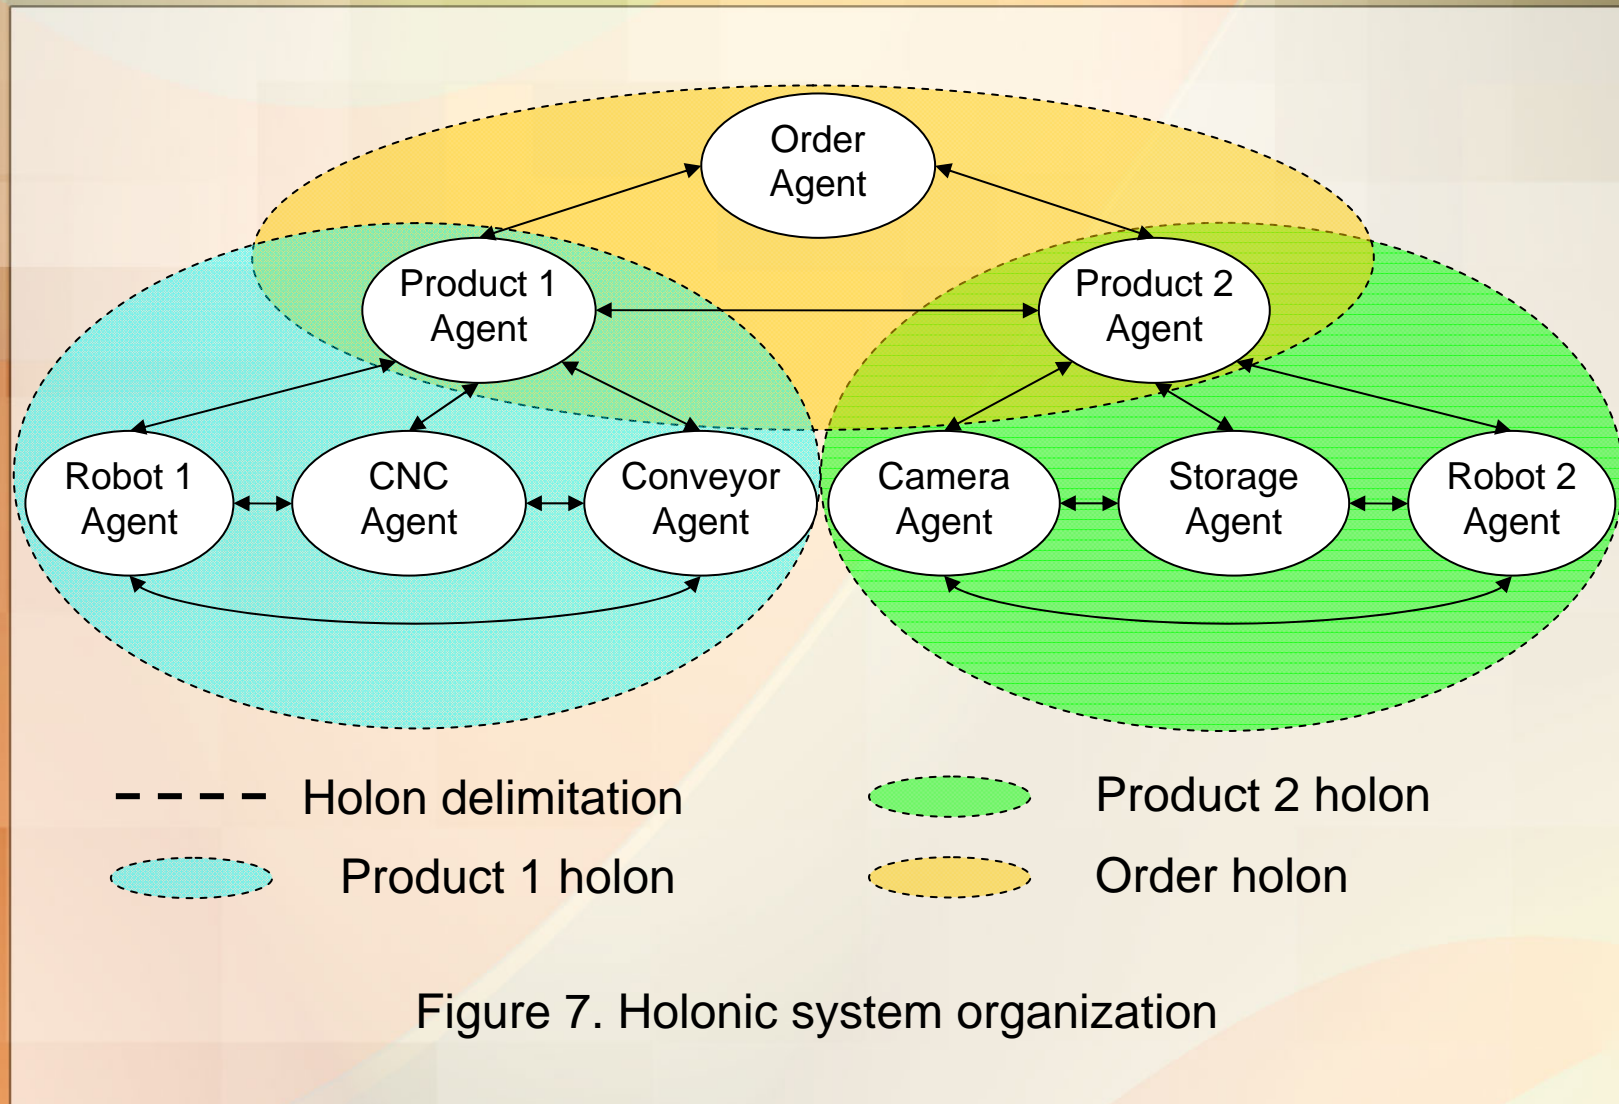 Order
Agent
Product 1
Agent
Product 2
Agent
Robot 1
Agent
CNC
Agent
Conveyor
Agent
Camera
Agent
Storage
Agent
Robot 2
Agent
Holon delimitation
Product 2 holon
Product 1 holon
Order holon
Figure 7. Holonic system organization